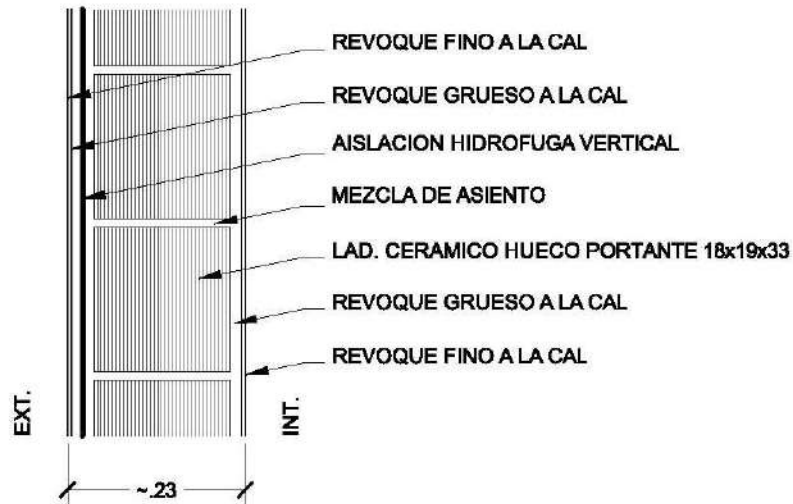 REVOQUE FINO A LA CAL
REVOQUE GRUESO A LA CAL
AISLACION HIDROFUGA VERTICAL
MEZCLA DE ASIENTO
LAD. CERAMICO HUECO PORTANTE 18x19x33
REVOQUE GRUESO A LA CAL
REVOQUE FINO A LA CAL
EXT.
INT.
~.23